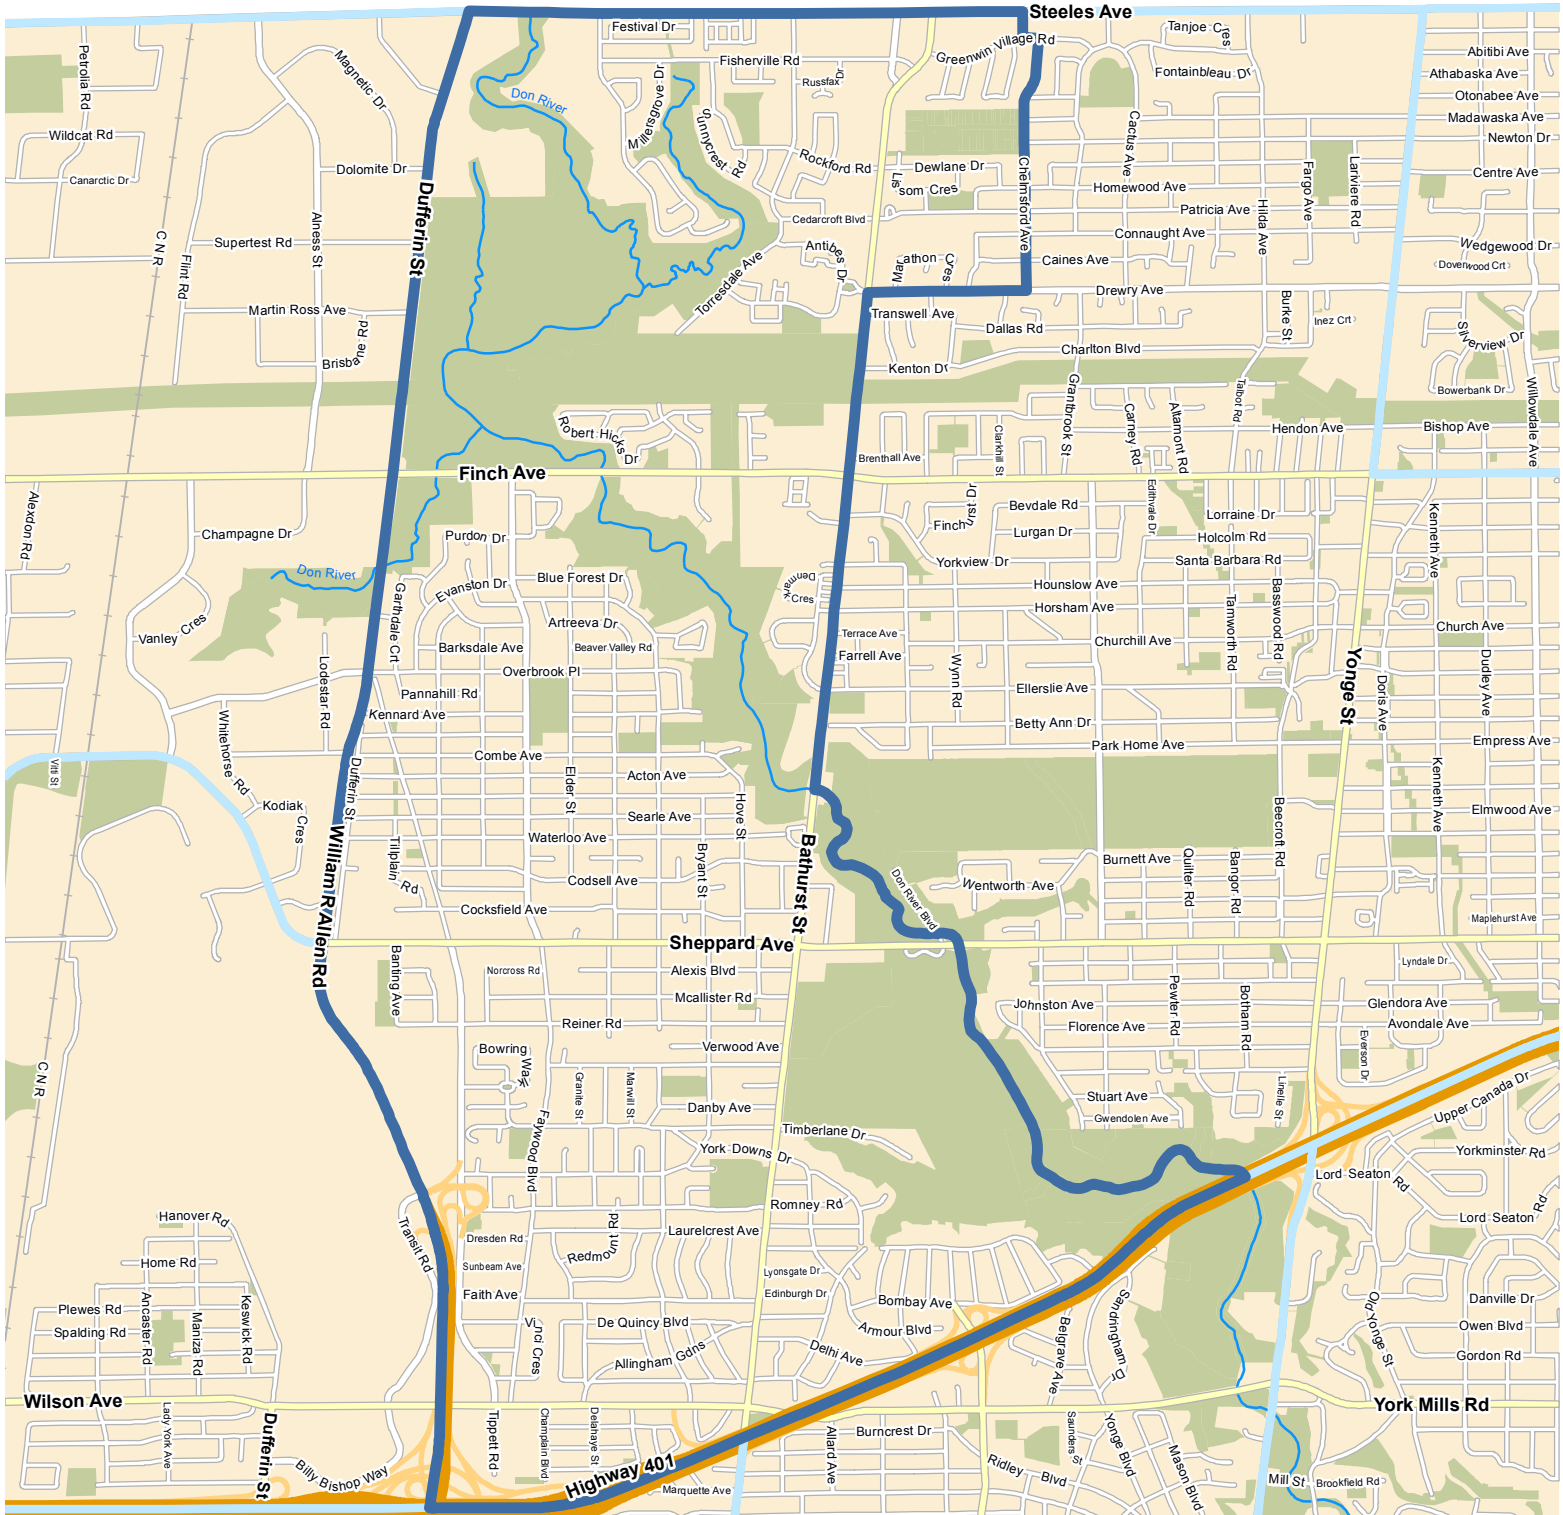 Steeles Ave
Festival Dr
Tanjoe Cres
Greenwin Village Rd
Petrolia Rd
Magnetic Dr
Fisherville Rd
Abitibi Ave
Russfax Dr
Fontainbleau Dr
Athabaska Ave
Don River
Otonabee Ave
Millersgrove Dr
Sunnycrest Rd
Madawaska Ave
Wildcat Rd
Cactus Ave
Newton Dr
Rockford Rd
Dewlane Dr
Chelmsford Ave
Dolomite Dr
Canarctic Dr
Lissom Cres
Homewood Ave
Fargo Ave
Lariviere Rd
Centre Ave
Dufferin St
Cedarcroft Blvd
Patricia Ave
Hilda Ave
Alness St
Supertest Rd
C N R
Antibes Dr
Connaught Ave
Wedgewood Dr
Flint Rd
Torresdale Ave
Marathon Cres
Caines Ave
Doverwood Crt
Drewry Ave
Martin Ross Ave
Transwell Ave
Burke St
Inez Crt
Dallas Rd
Brisbane Rd
Silverview Dr
Charlton Blvd
Kenton Dr
Grantbrook St
Talbot Rd
Bowerbank Dr
Willowdale Ave
Robert Hicks Dr
Carney Rd
Altamont Rd
Hendon Ave
Bishop Ave
Clarkhill St
Brenthall Ave
Finch Ave
Alexdon Rd
Edithvale Dr
Finchurst Dr
Bevdale Rd
Lorraine Dr
Kenneth Ave
Champagne Dr
Purdon Dr
Lurgan Dr
Holcolm Rd
Yorkview Dr
Santa Barbara Rd
Don River
Evanston Dr
Blue Forest Dr
Denmark Cres
Hounslow Ave
Horsham Ave
Garthdale Crt
Artreeva Dr
Tamworth Rd
Basswood Rd
Vanley Cres
Terrace Ave
Church Ave
Barksdale Ave
Beaver Valley Rd
Farrell Ave
Churchill Ave
Overbrook Pl
Lodestar Rd
Wynn Rd
Yonge St
Doris Ave
Dudley Ave
Pannahill Rd
Ellerslie Ave
Kennard Ave
Whitehorse Rd
Betty Ann Dr
Combe Ave
Park Home Ave
Empress Ave
Vitti St
Dufferin St
Elder St
Acton Ave
Kenneth Ave
Kodiak Cres
Hove St
Beecroft Rd
Searle Ave
Elmwood Ave
William R Allen Rd
Tillplain Rd
Waterloo Ave
Bathurst St
Bryant St
Burnett Ave
Quilter Rd
Bangor Rd
Codsell Ave
Don River Blvd
Wentworth Ave
Cocksfield Ave
Maplehurst Ave
Sheppard Ave
Banting Ave
Norcross Rd
Alexis Blvd
Lyndale Dr
Mcallister Rd
Johnston Ave
Pewter Rd
Botham Rd
Glendora Ave
Reiner Rd
Florence Ave
Avondale Ave
Bowring Walk
Verwood Ave
Everson Dr
C N R
Granite St
Manwill St
Linelle St
Danby Ave
Stuart Ave
Upper Canada Dr
Faywood Blvd
Gwendolen Ave
Timberlane Dr
York Downs Dr
Yorkminster Rd
Lord Seaton Rd
Hanover Rd
Transit Rd
Romney Rd
Lord Seaton Rd
Dresden Rd
Redmount Rd
Laurelcrest Ave
Home Rd
Sunbeam Ave
Lyonsgate Dr
Faith Ave
Edinburgh Dr
Bombay Ave
Sandringham Dr
Old Yonge St
Danville Dr
Plewes Rd
Ancaster Rd
Maniza Rd
Keswick Rd
Spalding Rd
Vinci Cres
De Quincy Blvd
Armour Blvd
Belgrave Ave
Owen Blvd
Allingham Gdns
Delhi Ave
Gordon Rd
Wilson Ave
York Mills Rd
Lady York Ave
Dufferin St
Tippett Rd
Champlain Blvd
Delahaye St
Allard Ave
Burncrest Dr
Saunders St
Yonge Blvd
Mason Blvd
Billy Bishop Way
Highway 401
Ridley Blvd
Mill St
Brookfield Rd
Marquette Ave